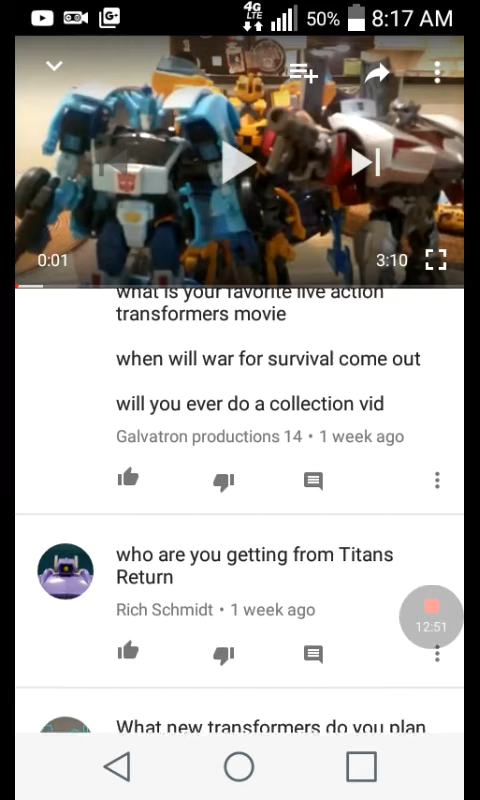 4G
LTE
50%
8:17 AM
0:01
3:10
what is your favorite live action
transformers movie
when will war for survival come out
will you ever do a collection vid
Galvatron productions 14 • 1 week ago
who are you getting from Titans
Return
Rich Schmidt • 1 week ago
12:51
What new transformers do you plan